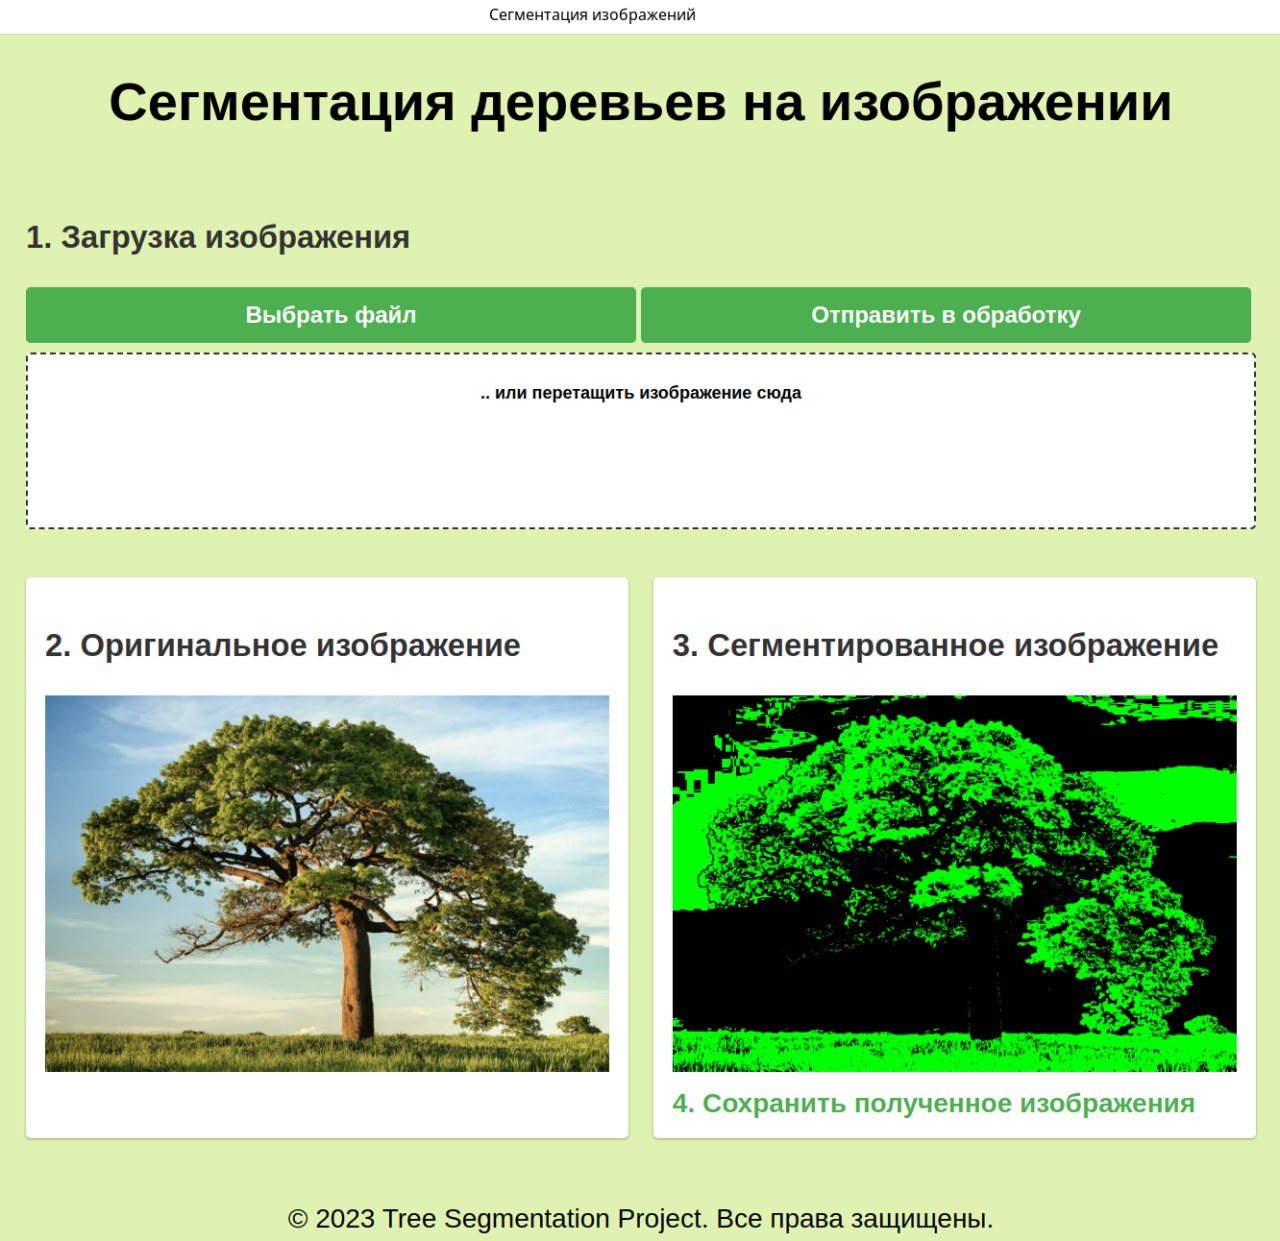 Сегментация изображений
Сегментация деревьев на изображении
1. Загрузка изображения
Выбрать файл
Отправить в обработку
.. или перетащить изображение сюда
2. Оригинальное изображение
3. Сегментированное изображение
4. Сохранить полученное изображения
© 2023 Tree Segmentation Project. Все права защищены.